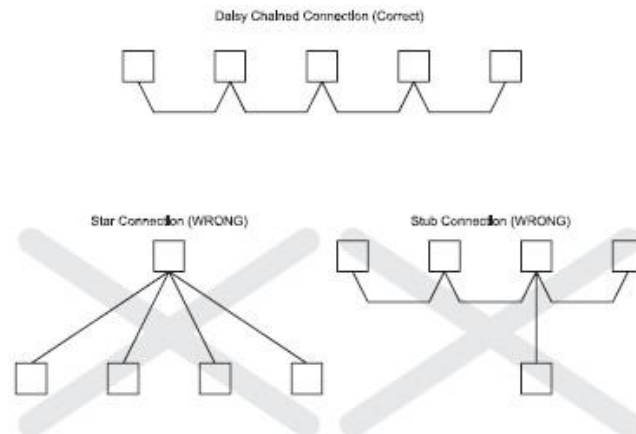 Daisy Chained Connection (Correct)
Star Connection (WRONG)
Stub Connection (WRONG)